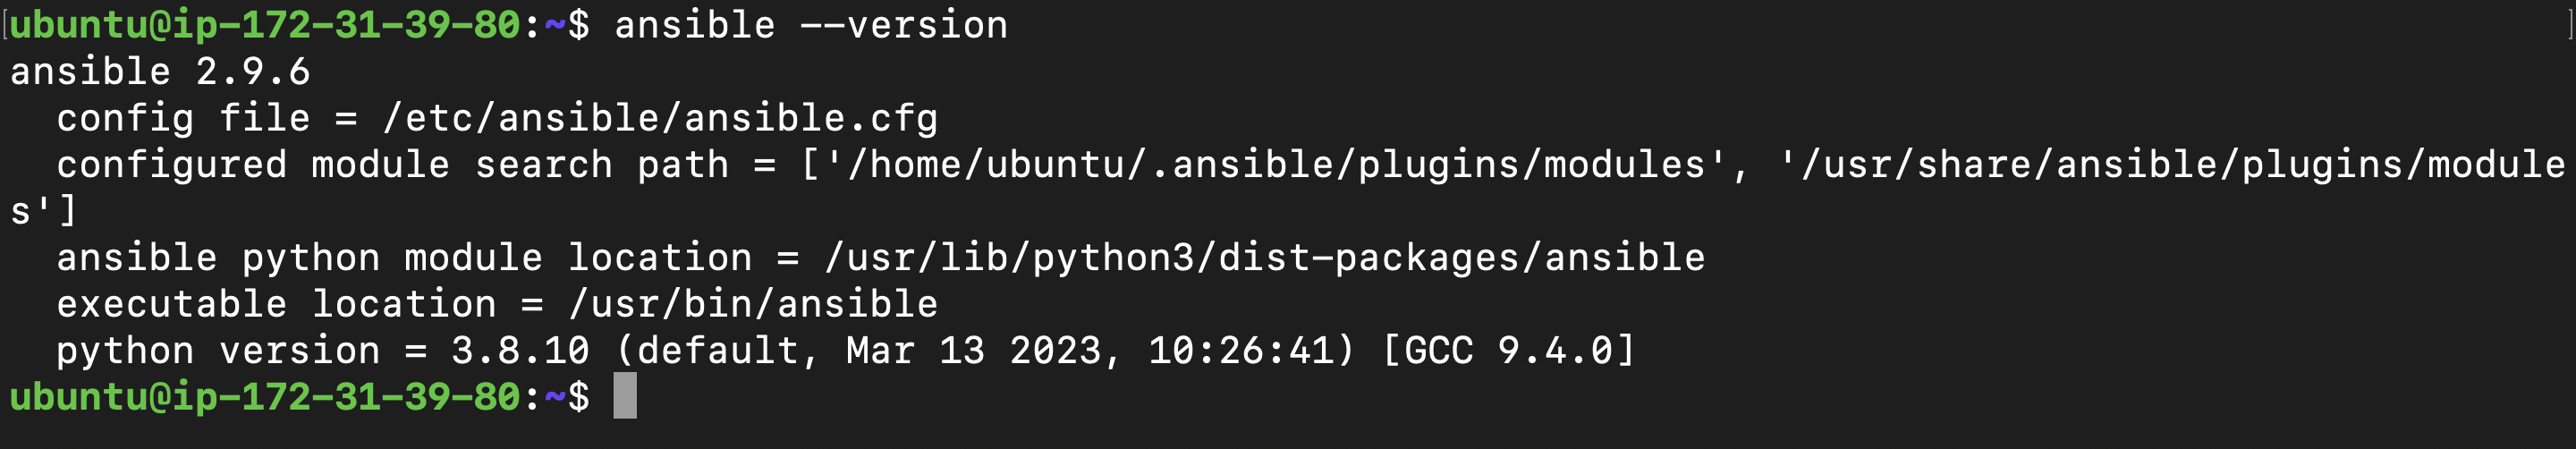 [ubuntu@ip-172-31-39-80:~$ ansible --version ]
ansible 2.9.6
  config file = /etc/ansible/ansible.cfg
  configured module search path = ['/home/ubuntu/.ansible/plugins/modules', '/usr/share/ansible/plugins/module
s']
  ansible python module location = /usr/lib/python3/dist-packages/ansible
  executable location = /usr/bin/ansible
  python version = 3.8.10 (default, Mar 13 2023, 10:26:41) [GCC 9.4.0]
ubuntu@ip-172-31-39-80:~$